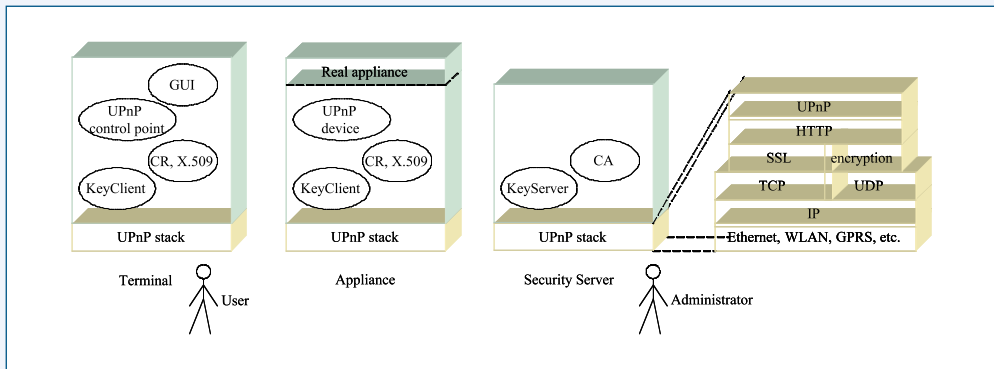 GUI
UPnP
control point
CR, X.509
KeyClient
UPnP stack
Terminal
User
Real appliance
UPnP
device
CR, X.509
KeyClient
UPnP stack
Appliance
CA
KeyServer
UPnP stack
Security Server
Administrator
UPnP
HTTP
SSL encryption
TCP UDP
IP
Ethernet, WLAN, GPRS, etc.